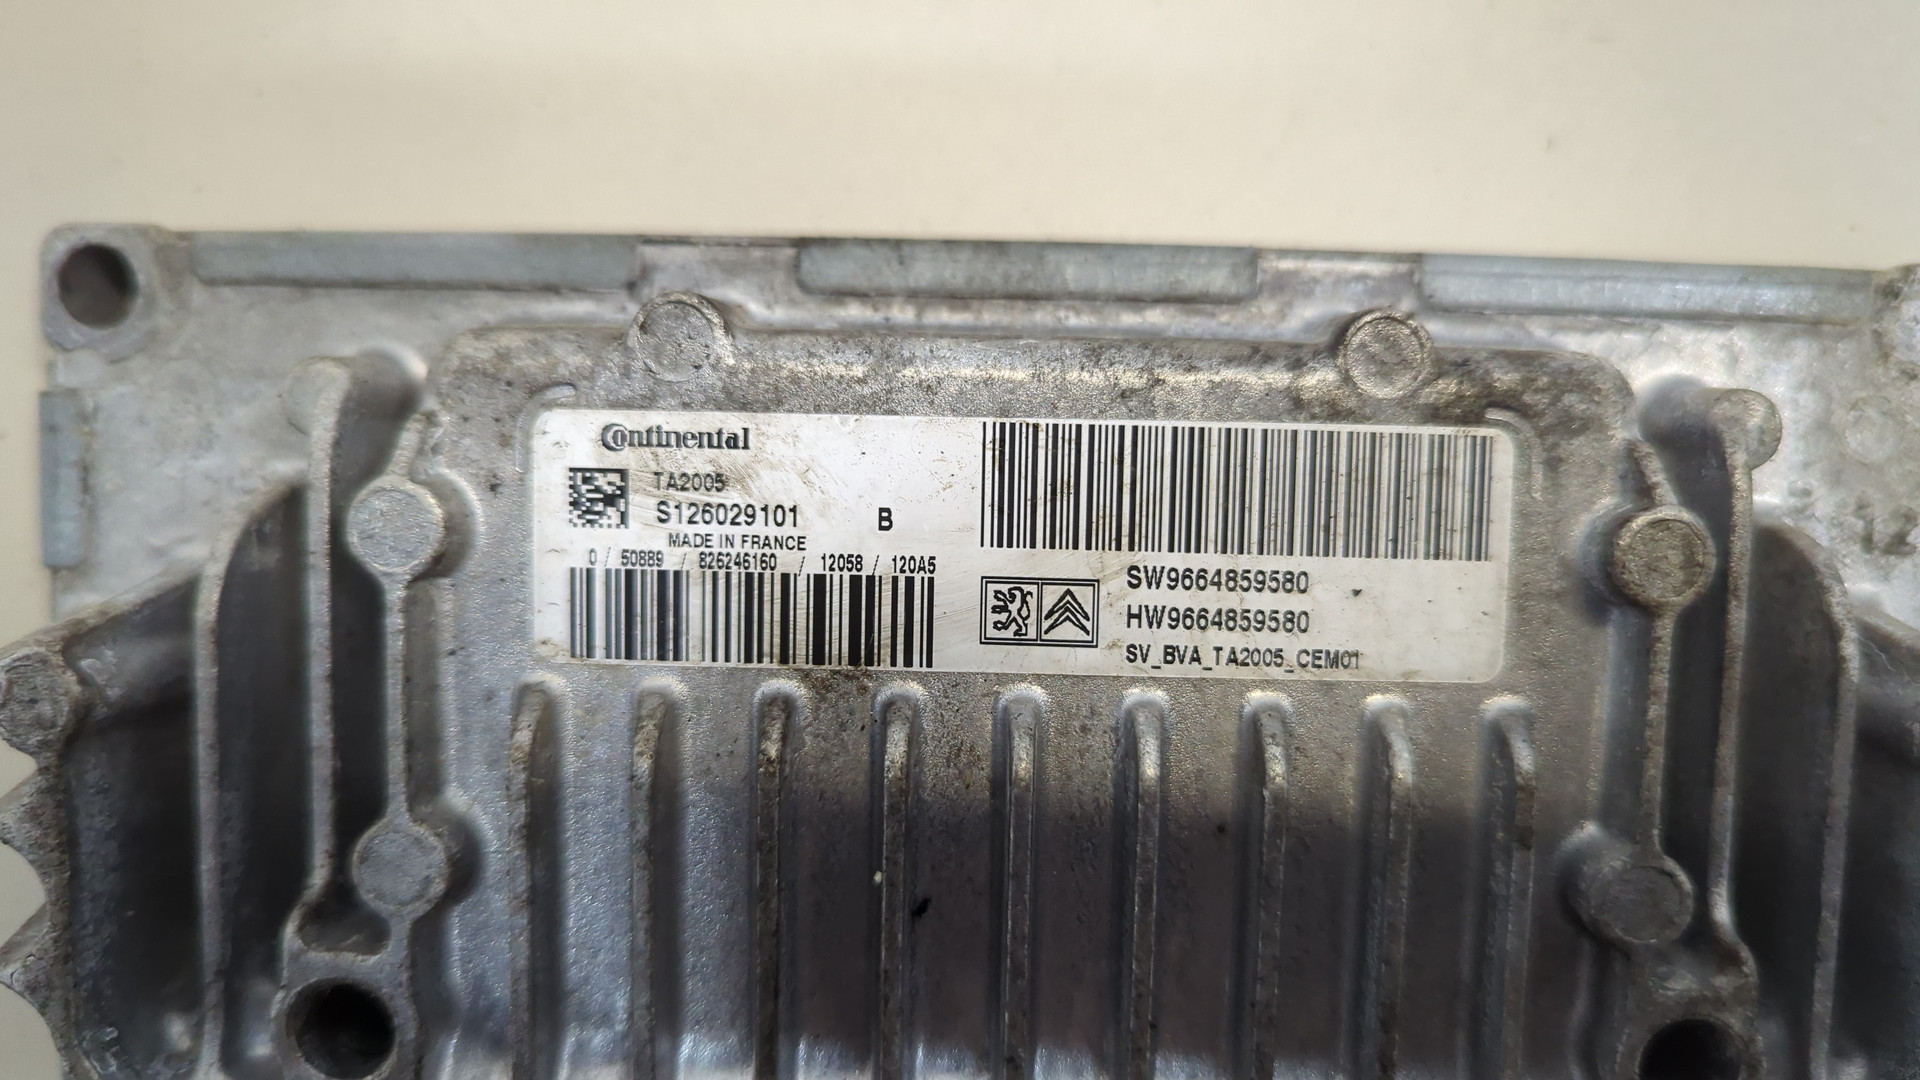 Continental
TA2005
S126029101 B
MADE IN FRANCE
0 / 50889 / 826246160 / 12058 / 120A5
SW9664859580
HW9664859580
SV_BVA_TA2005_CEM01